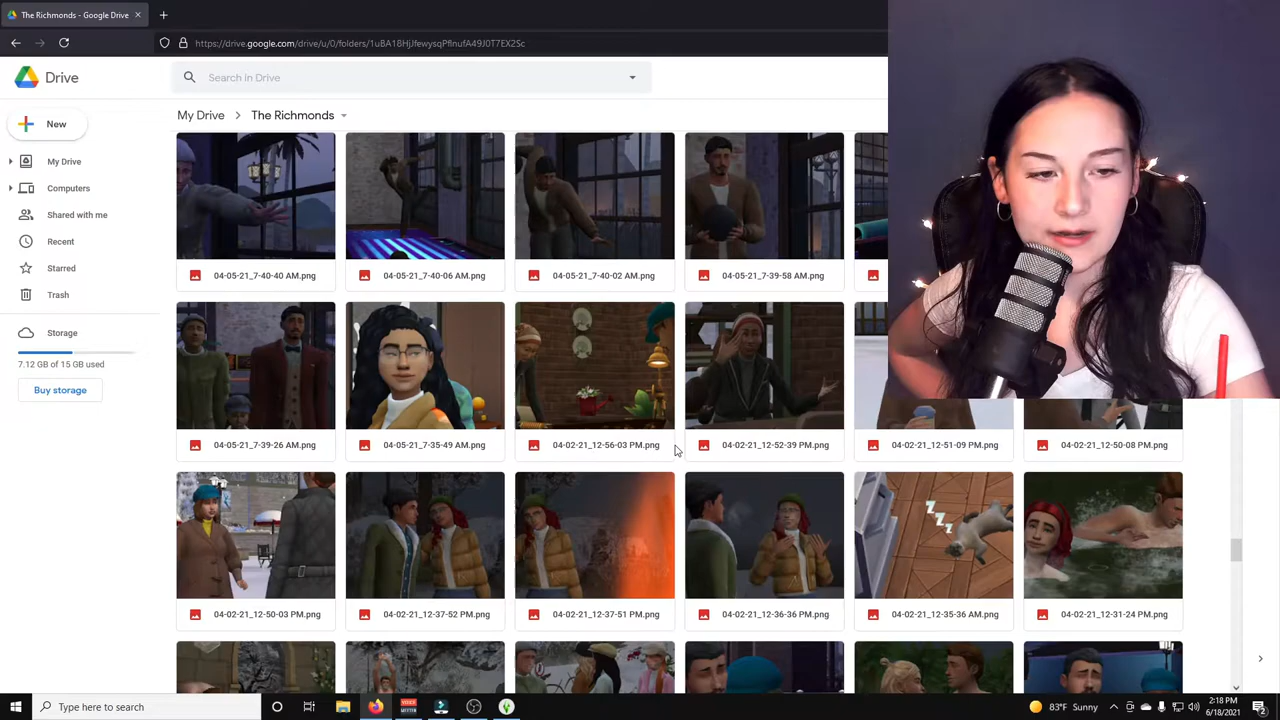 The Richmonds - Google Drive
https://drive.google.com/drive/u/0/folders/
Drive
Search in Drive
New
My Drive > The Richmonds
My Drive
Computers
Shared with me
Recent
Starred
Trash
Storage
7.12 GB of 15 GB used
Buy storage
04-05-21_7-40-40 AM.png
04-05-21_7-40-06 AM.png
04-05-21_7-40-02 AM.png
04-05-21_7-39-58 AM.png
04-05-21_7-39-26 AM.png
04-05-21_7-35-49 AM.png
04-02-21_12-56-03 PM.png
04-02-21_12-52-39 PM.png
04-02-21_12-51-09 PM.png
04-02-21_12-50-08 PM.png
zzz
04-02-21_12-50-03 PM.png
04-02-21_12-37-52 PM.png
04-02-21_12-37-51 PM.png
04-02-21_12-36-36 PM.png
04-02-21_12-35-36 AM.png
04-02-21_12-31-24 PM.png
Type here to search
83°F Sunny
2:18 PM
6/18/2021